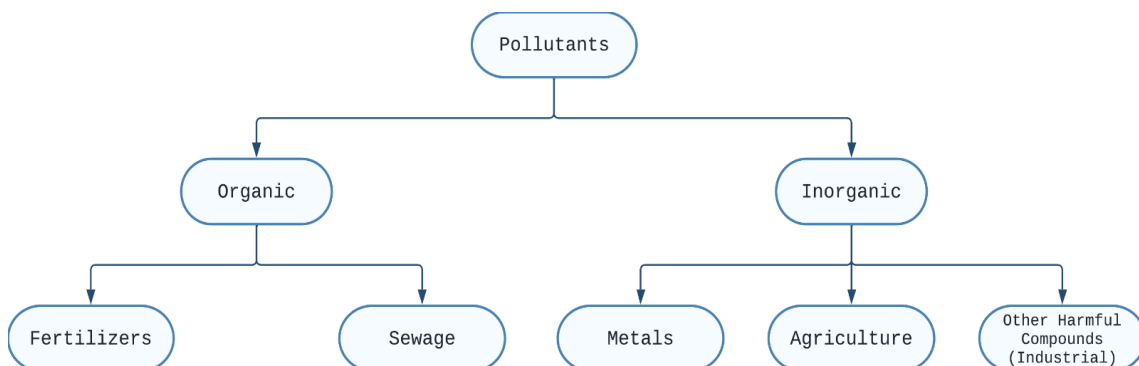 Pollutants
Organic
Inorganic
Fertilizers
Sewage
Metals
Agriculture
Other Harmful
Compounds
(Industrial)